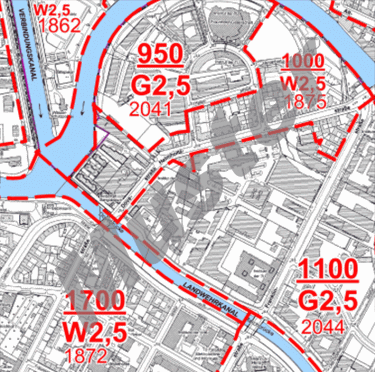 W2,5
1862
VERBINDUNGSKANAL
950
G2,5
2041
1000
W2,5
1875
straße
LANDWEHRKANAL
1100
G2,5
2044
1700
W2,5
1872